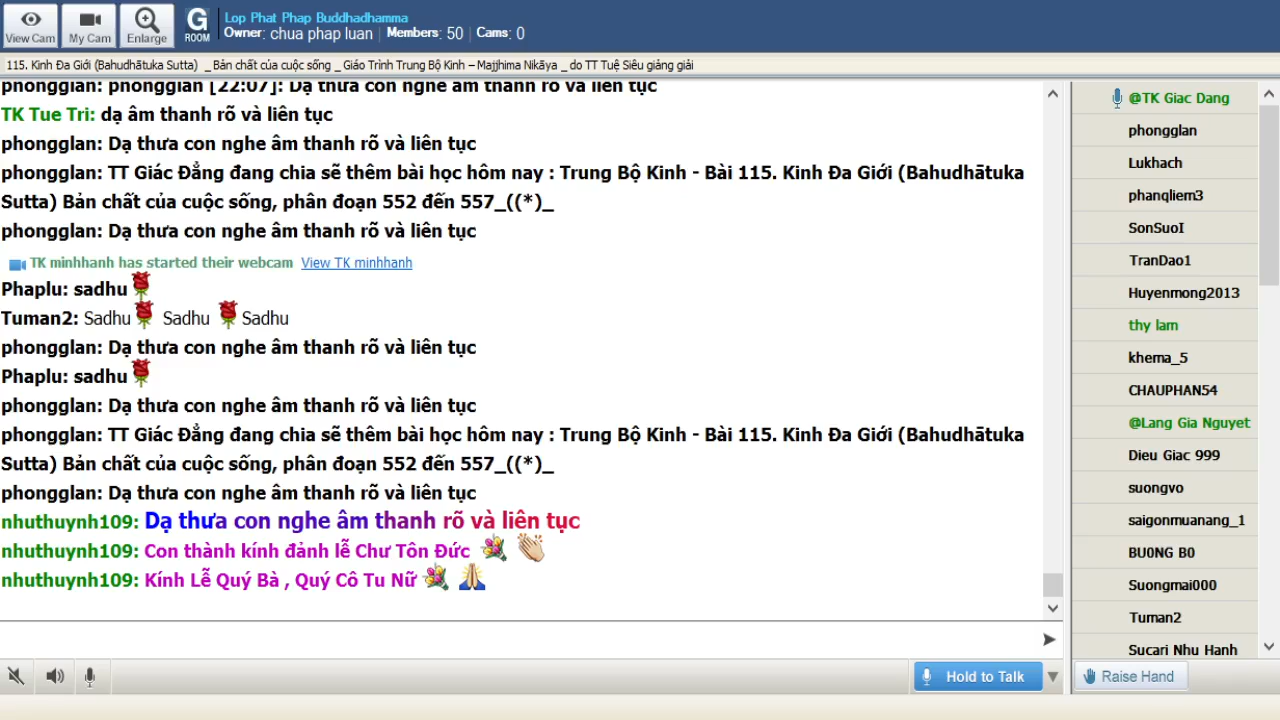 View Cam
My Cam
Enlarge
G
ROOM
Lop Phat Phap Buddhadhamma
Owner: chua phap luan | Members: 50 | Cams: 0
115. Kinh Đa Giới (Bahudhātuka Sutta) _ Bản chất của cuộc sống _ Giáo Trình Trung Bộ Kinh – Majjhima Nikāya _ do TT Tuệ Siêu giảng giải
phongglan: phongglan [22:07]: Dạ thưa con nghe âm thanh rõ và liên tục
TK Tue Tri: dạ âm thanh rõ và liên tục
phongglan: Dạ thưa con nghe âm thanh rõ và liên tục
phongglan: TT Giác Đẳng đang chia sẽ thêm bài học hôm nay : Trung Bộ Kinh - Bài 115. Kinh Đa Giới (Bahudhātuka
Sutta) Bản chất của cuộc sống, phân đoạn 552 đến 557_((*)_
phongglan: Dạ thưa con nghe âm thanh rõ và liên tục
TK minhhanh has started their webcam View TK minhhanh
Phaplu: sadhu
Tuman2: Sadhu Sadhu Sadhu
phongglan: Dạ thưa con nghe âm thanh rõ và liên tục
Phaplu: sadhu
phongglan: Dạ thưa con nghe âm thanh rõ và liên tục
phongglan: TT Giác Đẳng đang chia sẽ thêm bài học hôm nay : Trung Bộ Kinh - Bài 115. Kinh Đa Giới (Bahudhātuka
Sutta) Bản chất của cuộc sống, phân đoạn 552 đến 557_((*)_
phongglan: Dạ thưa con nghe âm thanh rõ và liên tục
nhuthuynh109: Dạ thưa con nghe âm thanh rõ và liên tục
nhuthuynh109: Con thành kính đảnh lễ Chư Tôn Đức
nhuthuynh109: Kính Lễ Quý Bà , Quý Cô Tu Nữ
@TK Giac Dang
phongglan
Lukhach
phanqliem3
SonSuoI
TranDao1
Huyenmong2013
thy lam
khema_5
CHAUPHAN54
@Lang Gia Nguyet
Dieu Giac 999
suongvo
saigonmuanang_1
BU0NG B0
Suongmai000
Tuman2
Sucari Nhu Hanh
Hold to Talk
Raise Hand